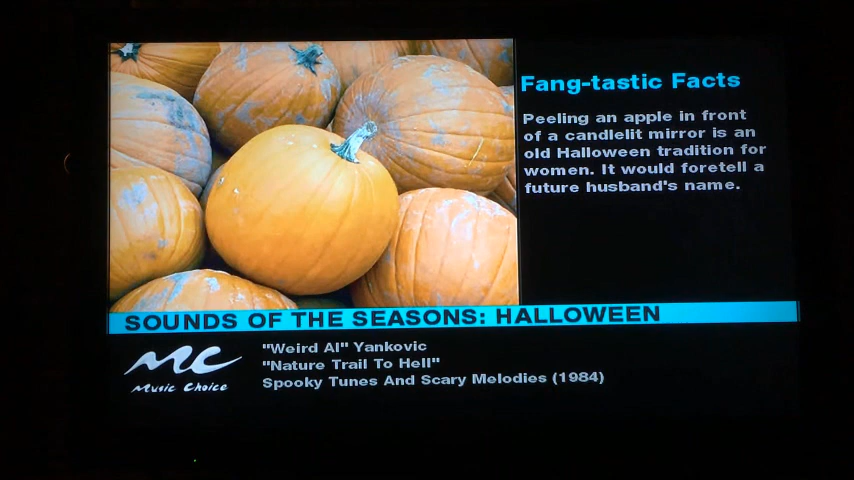 Fang-tastic Facts
Peeling an apple in front
of a candlelit mirror is an
old Halloween tradition for
women. It would foretell a
future husband's name.
SOUNDS OF THE SEASONS: HALLOWEEN
MC
Music Choice
"Weird Al" Yankovic
"Nature Trail To Hell"
Spooky Tunes And Scary Melodies (1984)